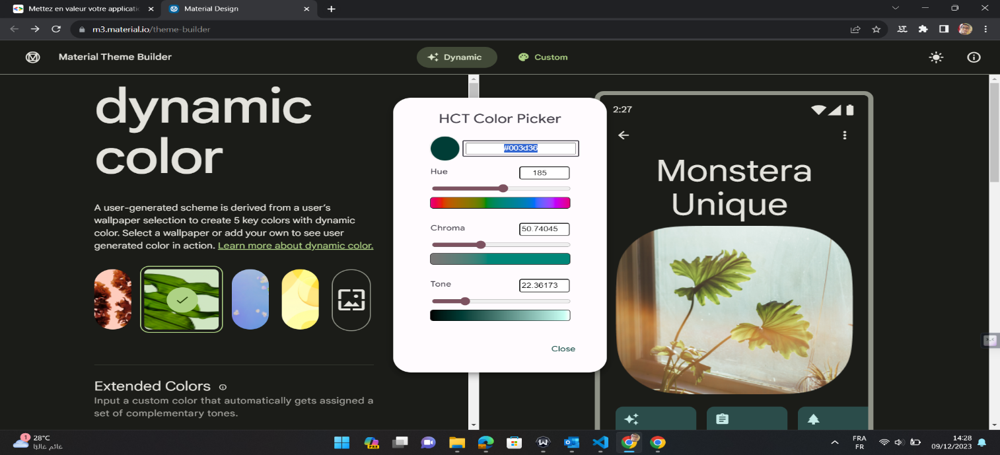 Mettez en valeur votre applicati
Material Design
m3.material.io/theme-builder
Material Theme Builder
Dynamic
Custom
dynamic
color
A user-generated scheme is derived from a user’s
wallpaper selection to create 5 key colors with dynamic
color. Select a wallpaper or add your own to see user
generated color in action. Learn more about dynamic color.
Extended Colors
Input a custom color that automatically gets assigned a
set of complementary tones.
HCT Color Picker
#003d36
Hue
185
Chroma
50.74045
Tone
22.36173
Close
2:27
Monstera
Unique
1
28°C
غائم غالبًا
PRE
FRA
FR
14:28
09/12/2023